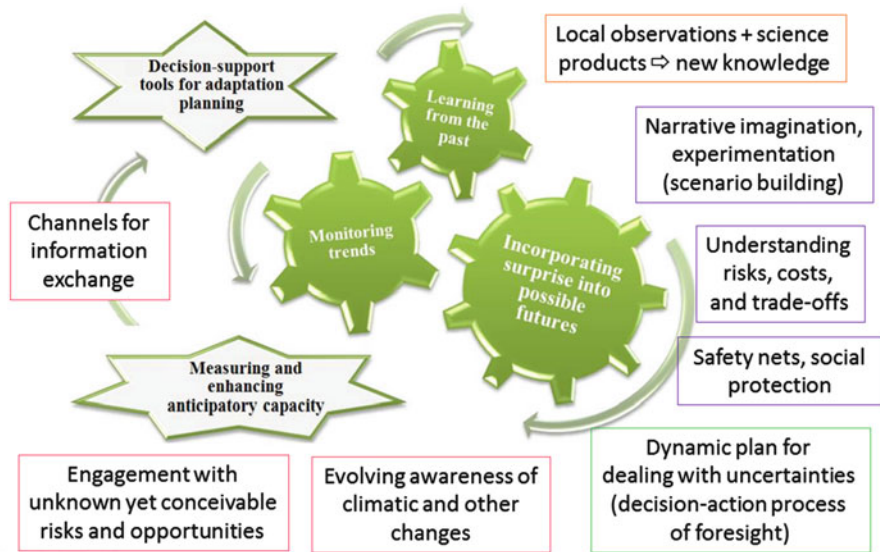 Decision-support
tools for adaptation
planning
Learning
from the
past
Local observations + science
products ⇨ new knowledge
Narrative imagination,
experimentation
(scenario building)
Channels for
information
exchange
Monitoring
trends
Incorporating
surprise into
possible
futures
Understanding
risks, costs,
and trade-offs
Safety nets, social
protection
Measuring and
enhancing
anticipatory capacity
Engagement with
unknown yet conceivable
risks and opportunities
Evolving awareness of
climatic and other
changes
Dynamic plan for
dealing with uncertainties
(decision-action process
of foresight)